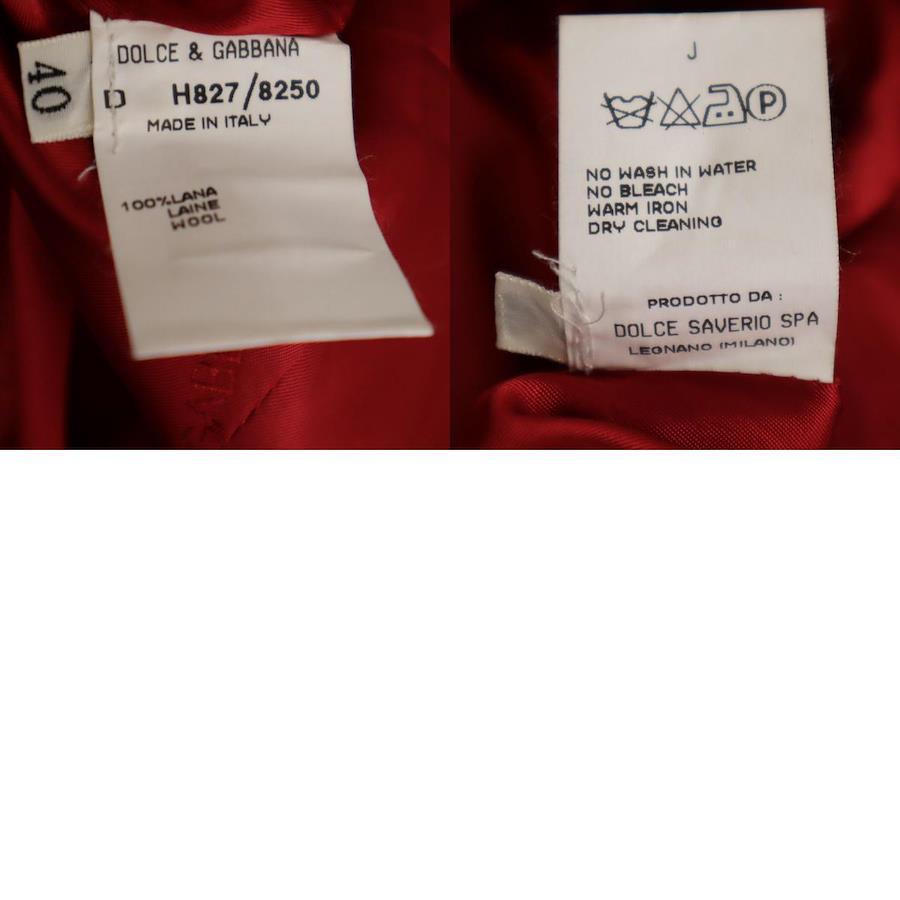 40
DOLCE & GABBANA
D H827/8250
MADE IN ITALY
100%LANA
LAINE
WOOL
J
P
NO WASH IN WATER
NO BLEACH
WARM IRON
DRY CLEANING
PRODOTTO DA :
DOLCE SAVERIO SPA
LEGNANO (MILANO)